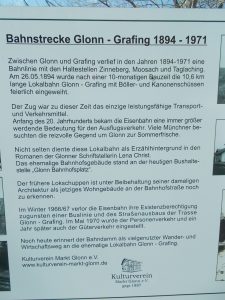 Bahnstrecke Glonn - Grafing 1894 - 1971
Zwischen Glonn und Grafing verlief in den Jahren 1894-1971 eine
Bahnlinie mit den Haltestellen Zinneberg, Moosach und Taglaching.
Am 26.05.1894 wurde nach einer 10-monatigen Bauzeit die 10,6 km
lange Lokalbahn Glonn - Grafing mit Böller- und Kanonenschüssen
feierlich eingeweiht.
Der Zug war zu dieser Zeit das einzige leistungsfähige Transport-
und Verkehrsmittel.
Anfang des 20. Jahrhunderts bekam die Eisenbahn eine immer größer
werdende Bedeutung für den Ausflugsverkehr. Viele Münchner be-
suchten die reizvolle Gegend um Glonn zur Sommerfrische.
Nicht selten diente diese Lokalbahn als Erzählhintergrund in den
Romanen der Glonner Schriftstellerin Lena Christ.
Das ehemalige Bahnhofsgebäude stand an der heutigen Bushalte-
stelle „Glonn Bahnhofsplatz".
Der frühere Lokschuppen ist unter Beibehaltung seiner damaligen
Architektur als jetziges Wohngebäude an der Bahnhofstraße noch
zu erkennen.
Im Winter 1966/67 verlor die Eisenbahn ihre Existenzberechtigung
zugunsten einer Buslinie und des Straßenausbaus der Trasse
Glonn - Grafing. Im Mai 1970 wurde der Personenverkehr und ein
Jahr später auch der Güterverkehr eingestellt.
Noch heute erinnert der Bahndamm als vielgenutzter Wander- und
Wirtschaftsweg an die ehemalige Lokalbahn Glonn - Grafing.
Kulturverein Markt Glonn e.V.
www.kulturverein-markt-glonn.de
Kulturverein
Markt Glonn e.V.